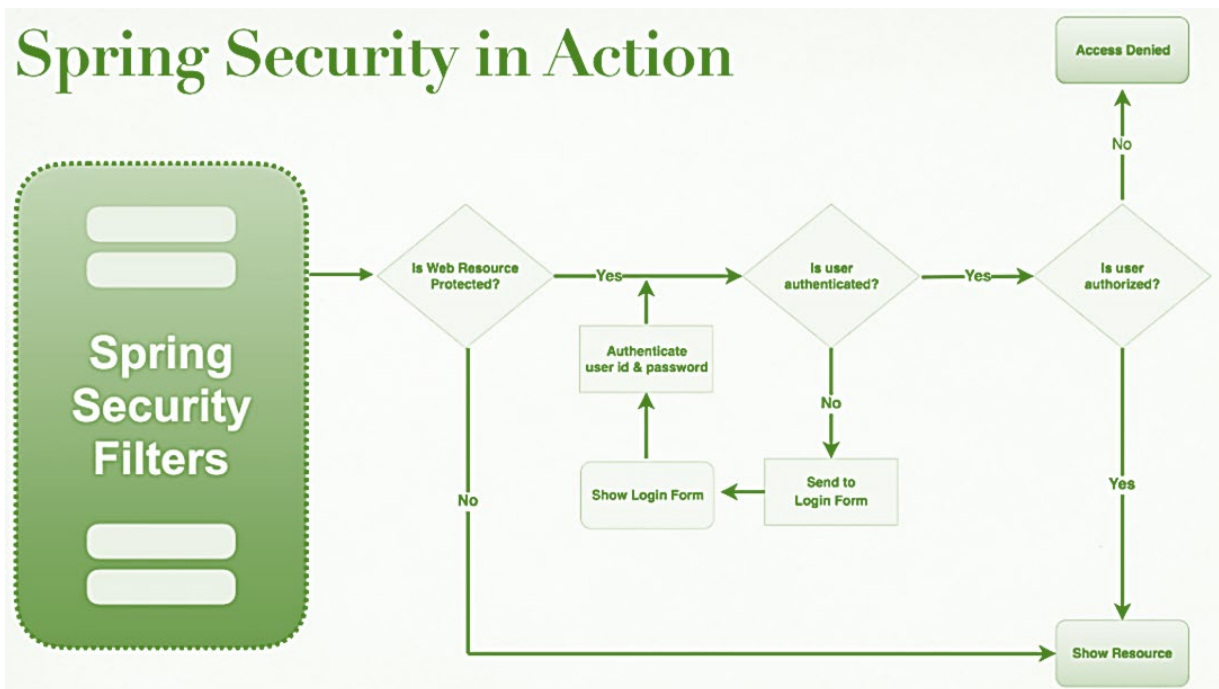 Spring Security in Action
Access Denied
No
Is Web Resource
Protected?
Yes
Is user
authenticated?
Yes
Is user
authorized?
Spring
Security
Filters
Authenticate
user id & password
No
Show Login Form
Send to
Login Form
No
Yes
Show Resource